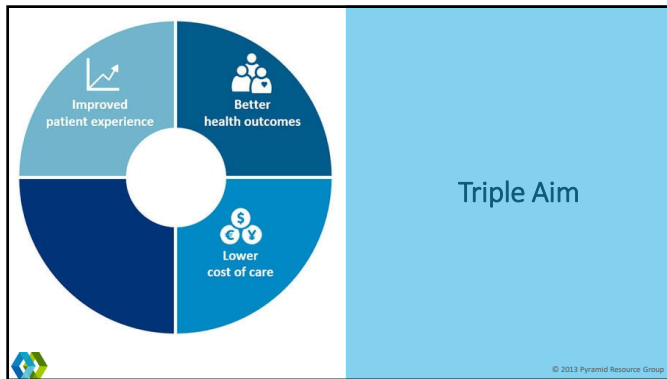 Improved
patient experience
Better
health outcomes
$
€ ¥
Lower
cost of care
Triple Aim
© 2013 Pyramid Resource Group